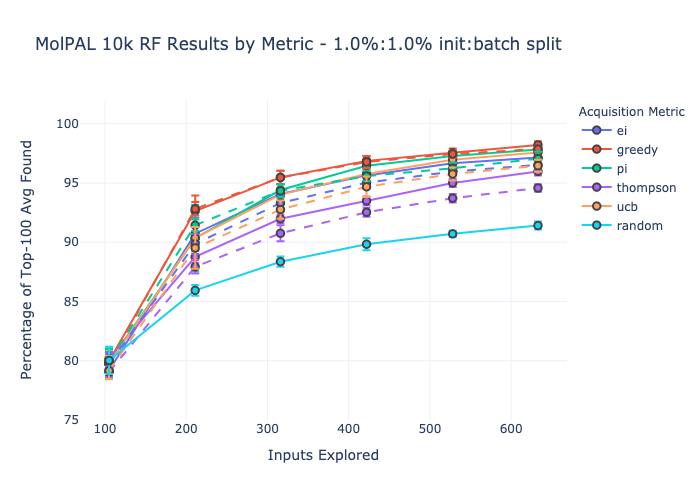 MolPAL 10k RF Results by Metric - 1.0%:1.0% init:batch split
Acquisition Metric
ei
greedy
pi
thompson
ucb
random
Percentage of Top-100 Avg Found
100
95
90
85
80
75
100
200
300
400
500
600
Inputs Explored